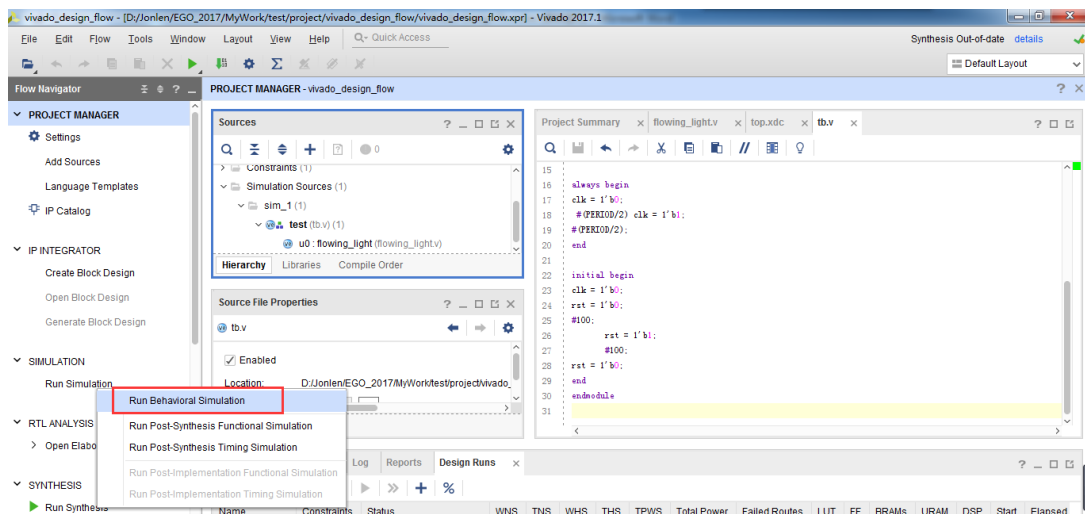 vivado_design_flow - [D:/Jonlen/EGO_2017/MyWork/test/project/vivado_design_flow/vivado_design_flow.xpr] - Vivado 2017.1
File Edit Flow Tools Window Layout View Help Quick Access
Synthesis Out-of-date details
Default Layout
Flow Navigator
PROJECT MANAGER - vivado_design_flow
PROJECT MANAGER
Settings
Add Sources
Language Templates
IP Catalog
IP INTEGRATOR
Create Block Design
Open Block Design
Generate Block Design
SIMULATION
Run Simulation
RTL ANALYSIS
Open Elabo
SYNTHESIS
Run Synthesis
Run Behavioral Simulation
Run Post-Synthesis Functional Simulation
Run Post-Synthesis Timing Simulation
Run Post-Implementation Functional Simulation
Run Post-Implementation Timing Simulation
Sources
0
Constraints (1)
Simulation Sources (1)
sim_1 (1)
test (tb.v) (1)
u0 : flowing_light (flowing_light.v)
Hierarchy Libraries Compile Order
Source File Properties
tb.v
Enabled
Location: D:/Jonlen/EGO_2017/MyWork/test/project/vivado_
Project Summary flowing_light.v top.xdc tb.v
15
16 always begin
17 clk = 1'b0;
18 #(PERIOD/2) clk = 1'b1;
19 #(PERIOD/2);
20 end
21
22 initial begin
23 clk = 1'b0;
24 rst = 1'b0;
25 #100;
26 rst = 1'b1;
27 #100;
28 rst = 1'b0;
29 end
30 endmodule
31
Log Reports Design Runs
Name Constraints Status WNS TNS WHS THS TPWS Total Power Failed Routes LUT FF BRAMs URAM DSP Start Elapsed